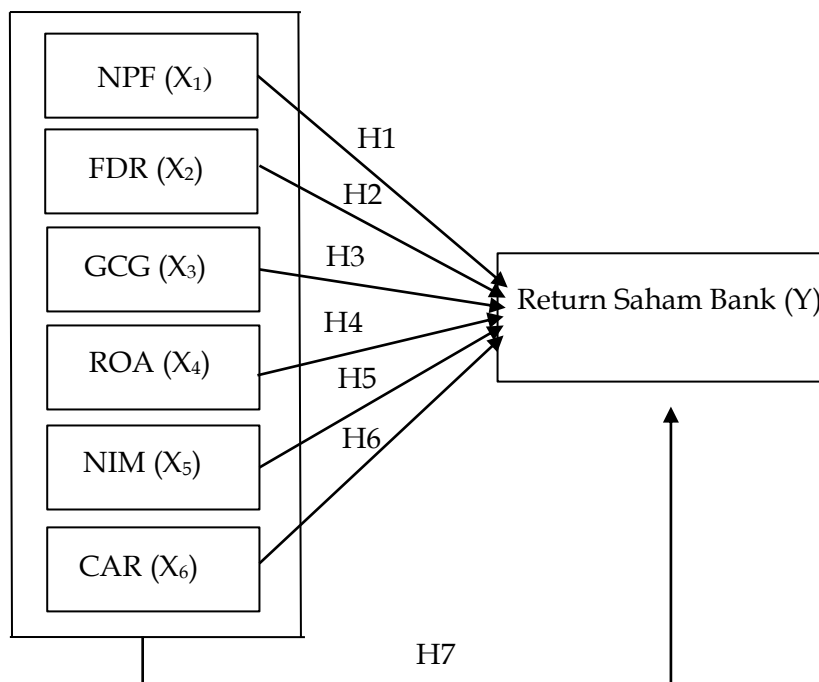 NPF (X₁)
H1
FDR (X₂)
H2
GCG (X₃)
H3
Return Saham Bank (Y)
H4
ROA (X₄)
H5
H6
NIM (X₅)
CAR (X₆)
H7